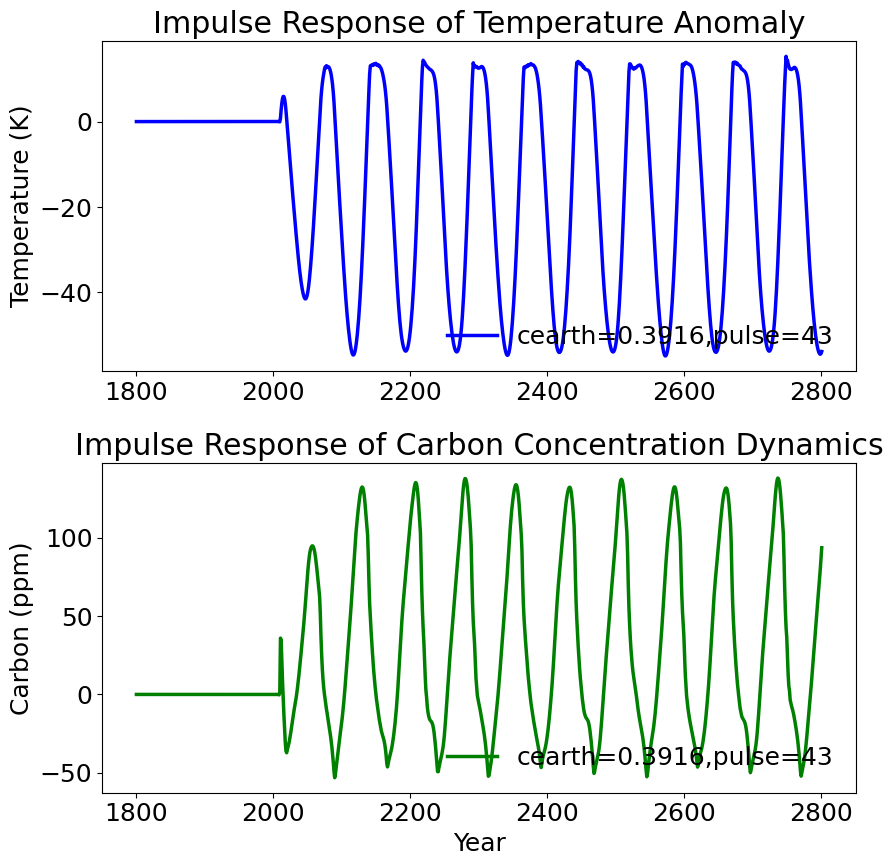 Impulse Response of Temperature Anomaly
Temperature (K)
0
−20
−40
cearth=0.3916,pulse=43
1800 2000 2200 2400 2600 2800
Impulse Response of Carbon Concentration Dynamics
Carbon (ppm)
100
50
0
−50
cearth=0.3916,pulse=43
1800 2000 2200 2400 2600 2800
Year